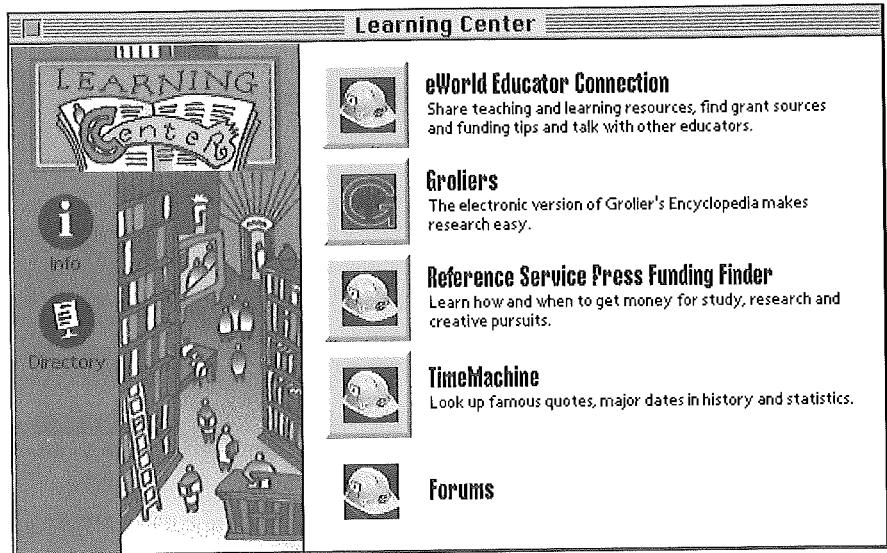 Learning Center
LEARNING
Center
Info
Directory
eWorld Educator Connection
Share teaching and learning resources, find grant sources
and funding tips and talk with other educators.
Groliers
The electronic version of Grolier's Encyclopedia makes
research easy.
Reference Service Press Funding Finder
Learn how and when to get money for study, research and
creative pursuits.
TimeMachine
Look up famous quotes, major dates in history and statistics.
Forums